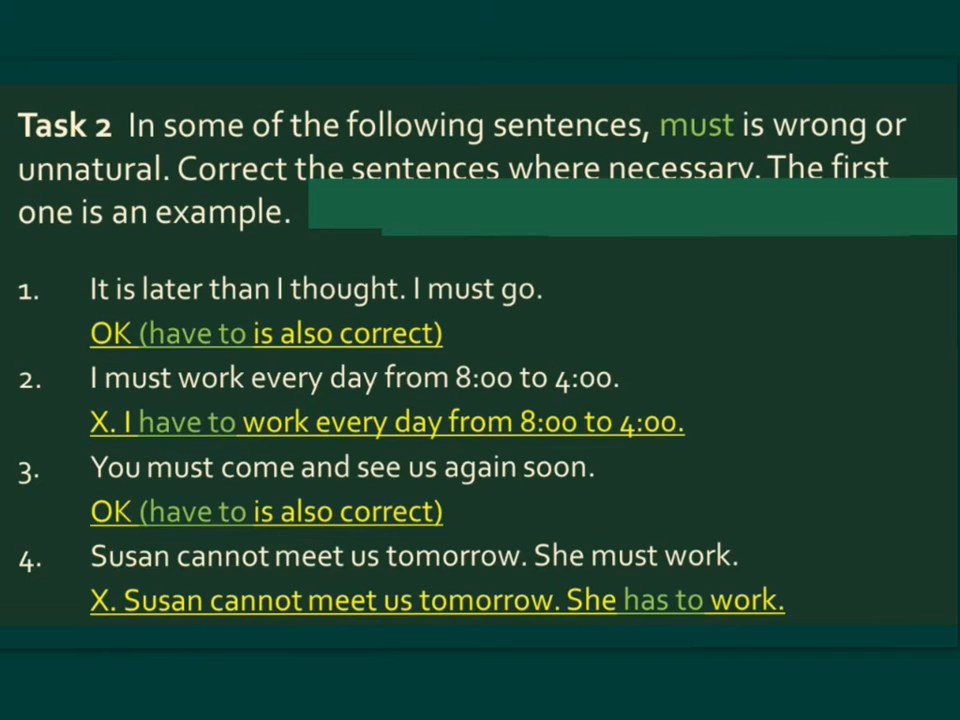 Task 2 In some of the following sentences, must is wrong or
unnatural. Correct the sentences where necessary. The first
one is an example.
1. It is later than I thought. I must go.
OK (have to is also correct)
2. I must work every day from 8:00 to 4:00.
X. I have to work every day from 8:00 to 4:00.
3. You must come and see us again soon.
OK (have to is also correct)
4. Susan cannot meet us tomorrow. She must work.
X. Susan cannot meet us tomorrow. She has to work.